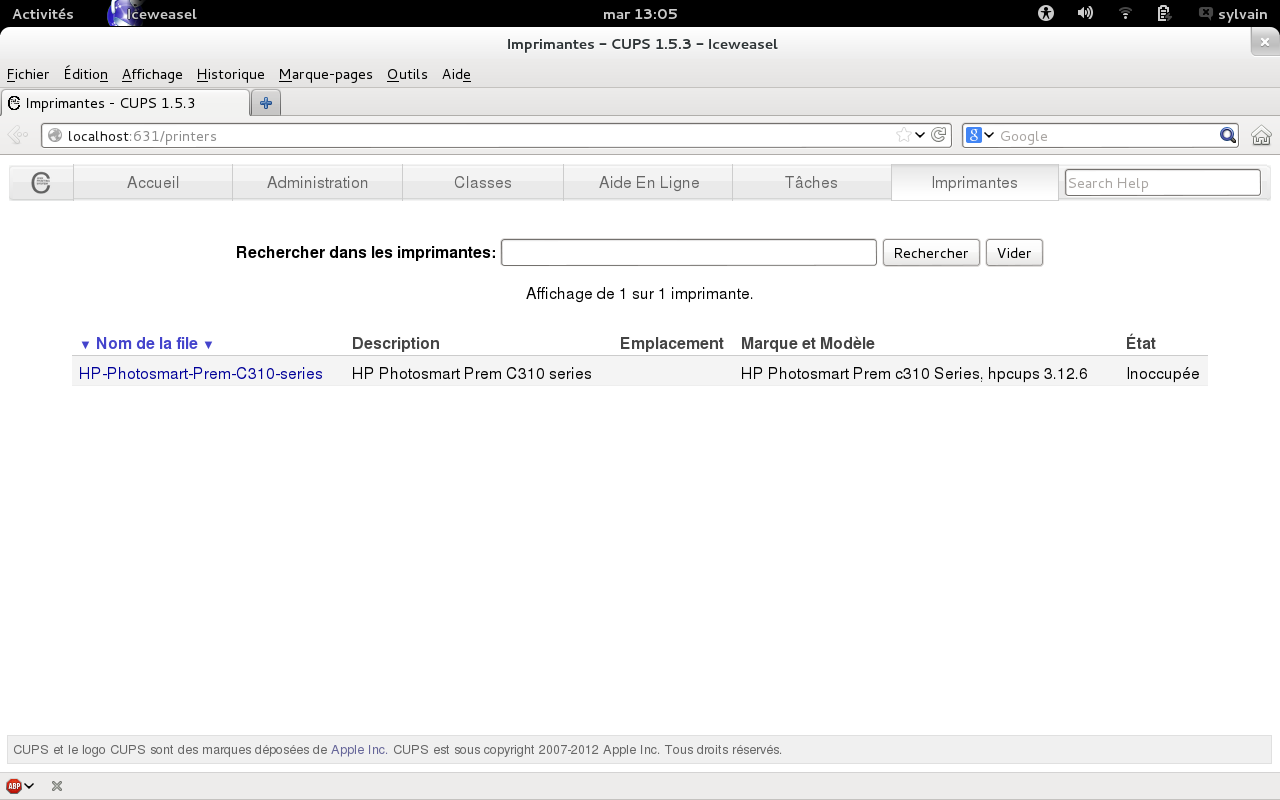 Activités Iceweasel mar 13:05 sylvain
Imprimantes - CUPS 1.5.3 - Iceweasel
Fichier Édition Affichage Historique Marque-pages Outils Aide
Imprimantes - CUPS 1.5.3
localhost:631/printers Google
Accueil Administration Classes Aide En Ligne Tâches Imprimantes Search Help
Rechercher dans les imprimantes: Rechercher Vider
Affichage de 1 sur 1 imprimante.
▼ Nom de la file ▼ Description Emplacement Marque et Modèle État
HP-Photosmart-Prem-C310-series HP Photosmart Prem C310 series HP Photosmart Prem c310 Series, hpcups 3.12.6 Inoccupée
CUPS et le logo CUPS sont des marques déposées de Apple Inc. CUPS est sous copyright 2007-2012 Apple Inc. Tous droits réservés.
ABP